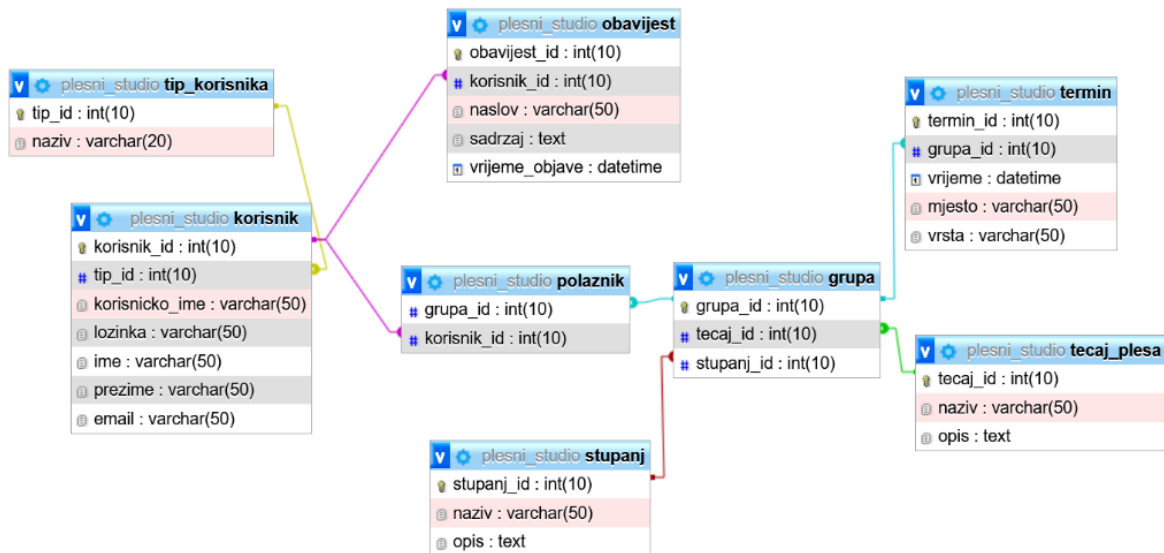 plesni_studio tip_korisnika
tip_id : int(10)
naziv : varchar(20)
plesni_studio korisnik
korisnik_id : int(10)
tip_id : int(10)
korisnicko_ime : varchar(50)
lozinka : varchar(50)
ime : varchar(50)
prezime : varchar(50)
email : varchar(50)
plesni_studio obavijest
obavijest_id : int(10)
korisnik_id : int(10)
naslov : varchar(50)
sadrzaj : text
vrijeme_objave : datetime
plesni_studio polaznik
grupa_id : int(10)
korisnik_id : int(10)
plesni_studio stupanj
stupanj_id : int(10)
naziv : varchar(50)
opis : text
plesni_studio grupa
grupa_id : int(10)
tecaj_id : int(10)
stupanj_id : int(10)
plesni_studio termin
termin_id : int(10)
grupa_id : int(10)
vrijeme : datetime
mjesto : varchar(50)
vrsta : varchar(50)
plesni_studio tecaj_plesa
tecaj_id : int(10)
naziv : varchar(50)
opis : text